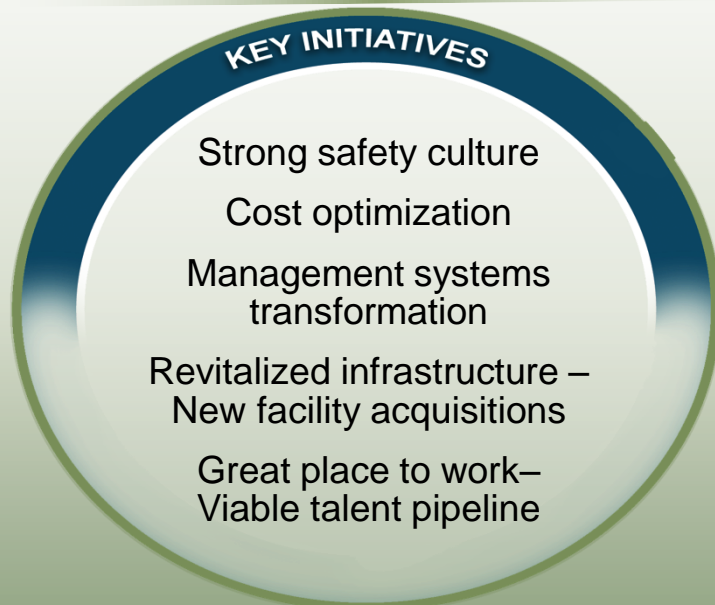 KEY INITIATIVES
Strong safety culture
Cost optimization
Management systems
transformation
Revitalized infrastructure –
New facility acquisitions
Great place to work–
Viable talent pipeline